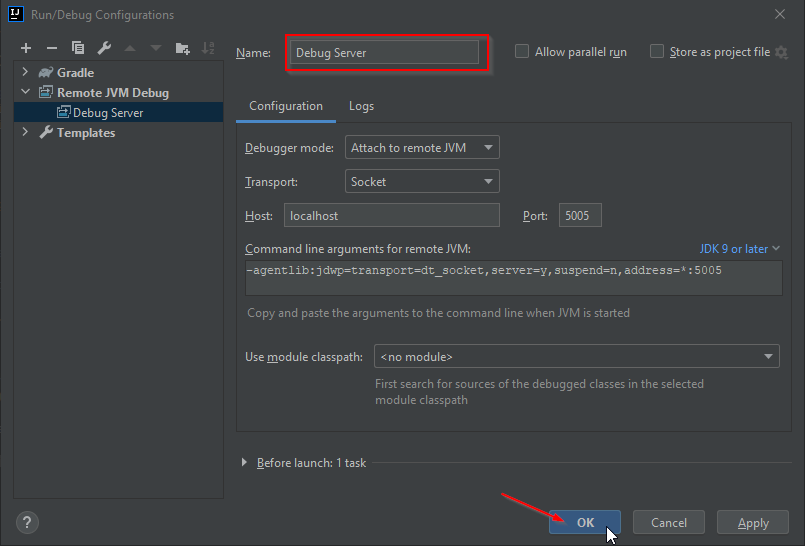 IJ Run/Debug Configurations
Name: Debug Server Allow parallel run Store as project file
Gradle
Remote JVM Debug
Debug Server
Templates
Configuration Logs
Debugger mode: Attach to remote JVM
Transport: Socket
Host: localhost Port: 5005
Command line arguments for remote JVM: JDK 9 or later
-agentlib:jdwp=transport=dt_socket,server=y,suspend=n,address=*:5005
Copy and paste the arguments to the command line when JVM is started
Use module classpath: <no module>
First search for sources of the debugged classes in the selected
module classpath
Before launch: 1 task
? OK Cancel Apply